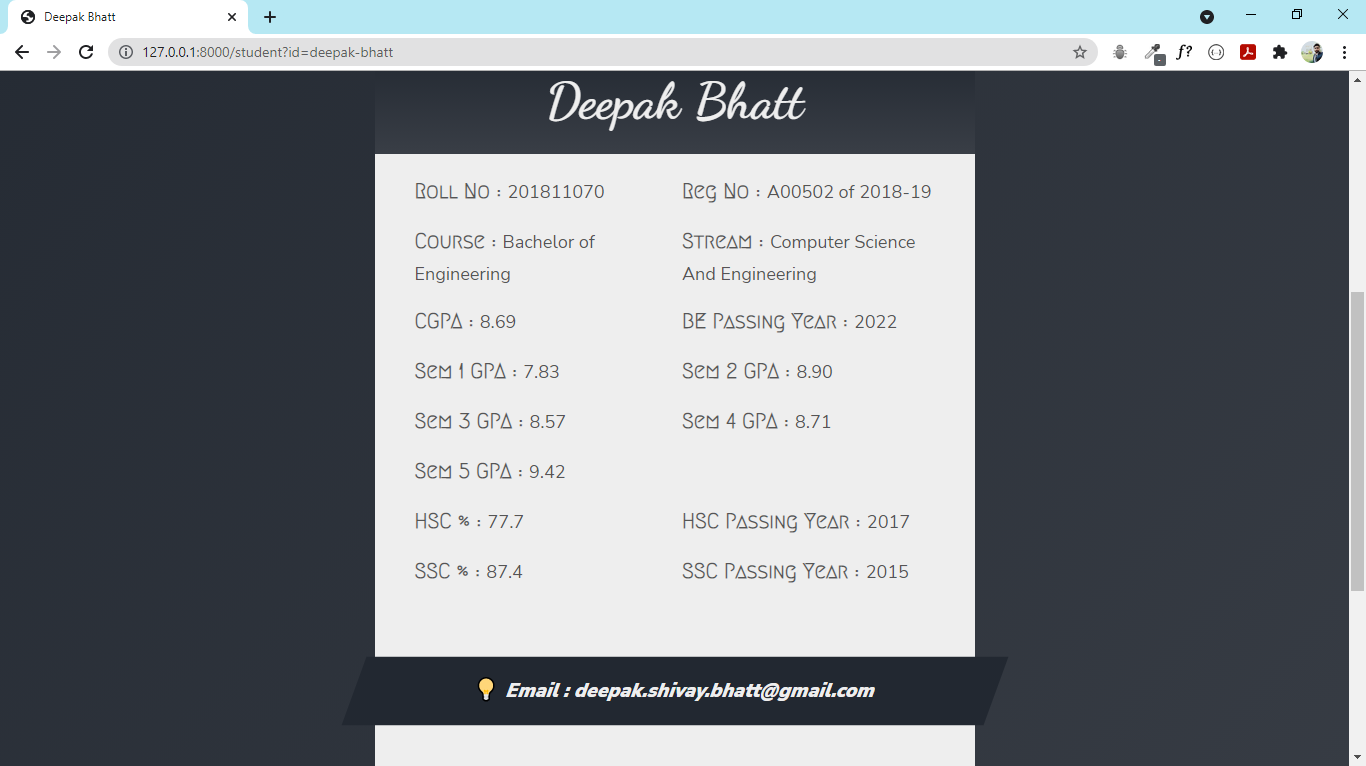 Deepak Bhatt
127.0.0.1:8000/student?id=deepak-bhatt
f?
Deepak Bhatt
Roll No : 201811070
Reg No : A00502 of 2018-19
Course : Bachelor of
Engineering
Stream : Computer Science
And Engineering
CGPA : 8.69
BE Passing Year : 2022
Sem 1 GPA : 7.83
Sem 2 GPA : 8.90
Sem 3 GPA : 8.57
Sem 4 GPA : 8.71
Sem 5 GPA : 9.42
HSC % : 77.7
HSC Passing Year : 2017
SSC % : 87.4
SSC Passing Year : 2015
Email : deepak.shivay.bhatt@gmail.com